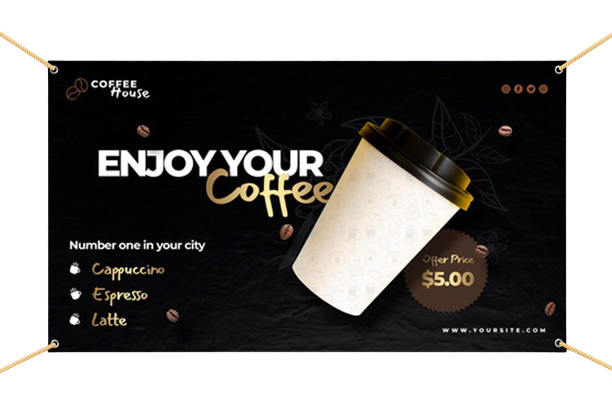 COFFEE
House
ENJOY YOUR
Coffee
Number one in your city
Cappuccino
Espresso
Latte
Offer Price
$5.00
WWW.YOURSITE.COM